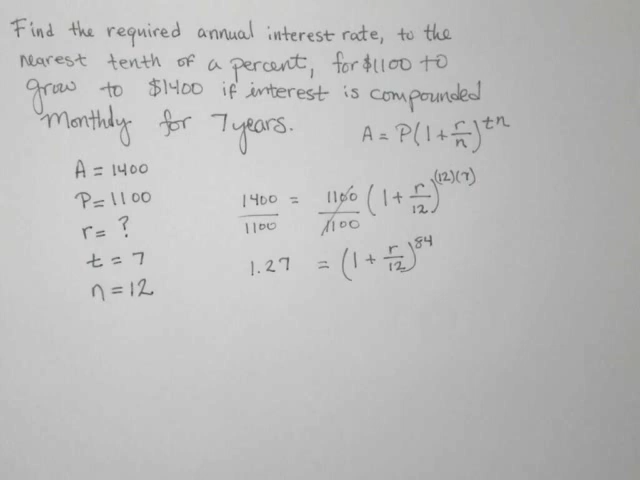 Find the required annual interest rate, to the
nearest tenth of a percent, for $1100 to
grow to $1400 if interest is compounded
monthly for 7 years.
A = P(1 + r/n)^tn
A = 1400
P = 1100
r = ?
t = 7
n = 12
1400/1100 = 1100/1100 (1 + r/12)^(12)(7)
1.27 = (1 + r/12)^84